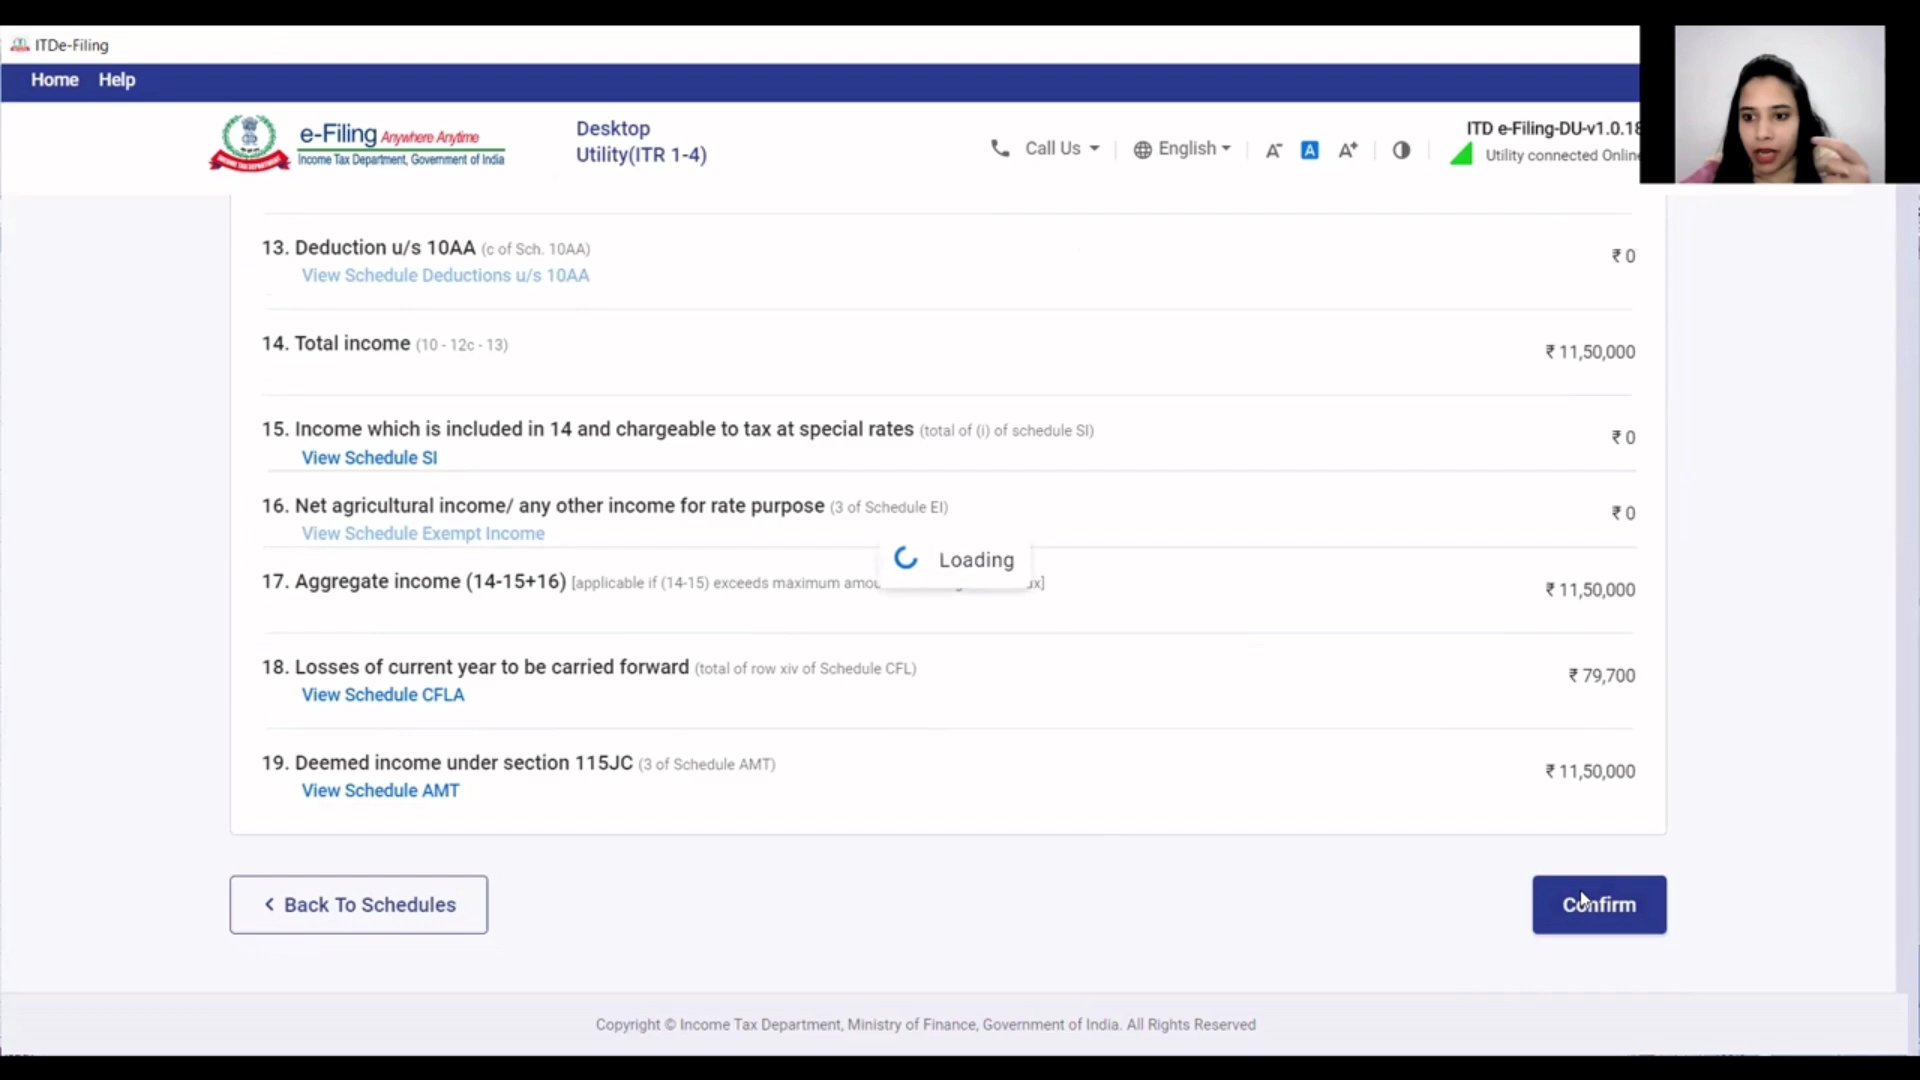 ITDe-Filing
Home Help
e-Filing Anywhere Anytime
Income Tax Department, Government of India
Desktop
Utility(ITR 1-4)
Call Us
English
A-
A
A+
ITD e-Filing-DU-v1.0.18
Utility connected Online
13. Deduction u/s 10AA (c of Sch. 10AA)
₹ 0
View Schedule Deductions u/s 10AA
14. Total income (10 - 12c - 13)
₹ 11,50,000
15. Income which is included in 14 and chargeable to tax at special rates (total of (i) of schedule SI)
₹ 0
View Schedule SI
16. Net agricultural income/ any other income for rate purpose (3 of Schedule EI)
₹ 0
View Schedule Exempt Income
Loading
17. Aggregate income (14-15+16) [applicable if (14-15) exceeds maximum
₹ 11,50,000
18. Losses of current year to be carried forward (total of row xiv of Schedule CFL)
₹ 79,700
View Schedule CFLA
19. Deemed income under section 115JC (3 of Schedule AMT)
₹ 11,50,000
View Schedule AMT
< Back To Schedules
Confirm
Copyright © Income Tax Department, Ministry of Finance, Government of India. All Rights Reserved